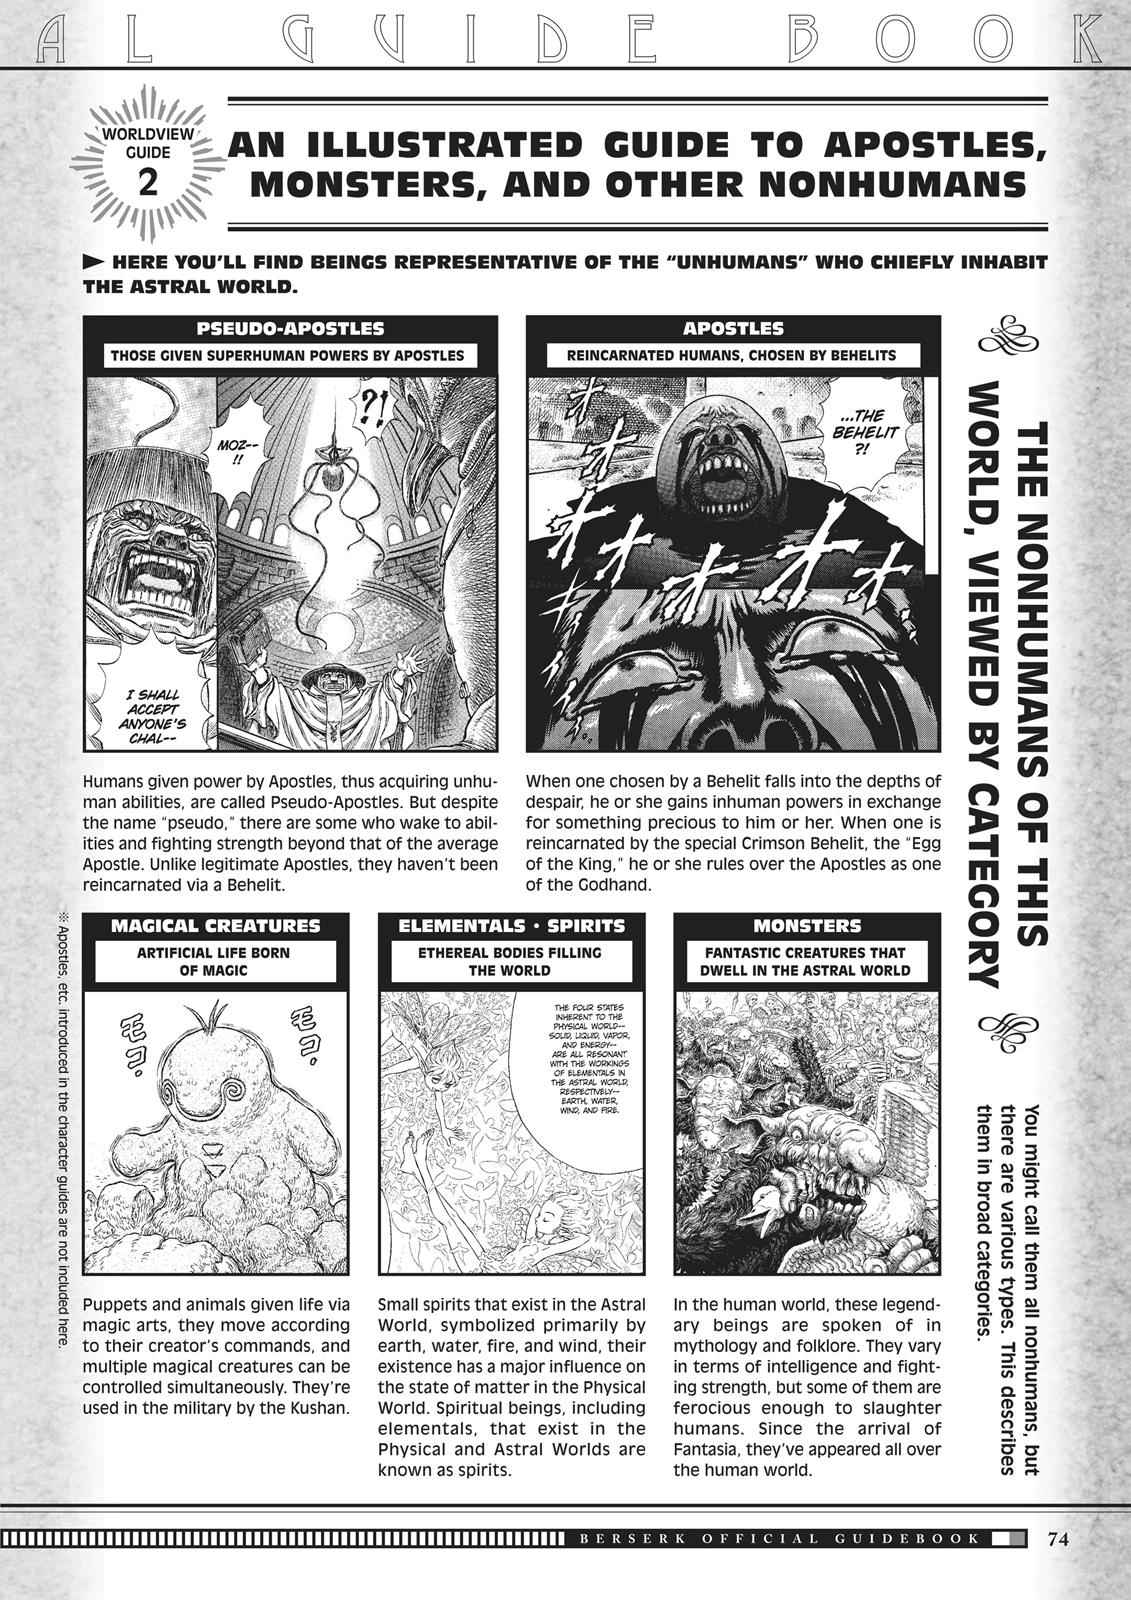 AL GUIDE BOOK
WORLDVIEW
GUIDE
2
AN ILLUSTRATED GUIDE TO APOSTLES,
MONSTERS, AND OTHER NONHUMANS
► HERE YOU'LL FIND BEINGS REPRESENTATIVE OF THE “UNHUMANS” WHO CHIEFLY INHABIT
THE ASTRAL WORLD.
THE NONHUMANS OF THIS
WORLD, VIEWED BY CATEGORY
You might call them all nonhumans, but
there are various types. This describes
them in broad categories.
APOSTLES
REINCARNATED HUMANS, CHOSEN BY BEHELITS
...THE
BEHELIT
?!
オオオオオオオオ
When one chosen by a Behelit falls into the depths of
despair, he or she gains inhuman powers in exchange
for something precious to him or her. When one is
reincarnated by the special Crimson Behelit, the “Egg
of the King,” he or she rules over the Apostles as one
of the Godhand.
PSEUDO-APOSTLES
THOSE GIVEN SUPERHUMAN POWERS BY APOSTLES
?!
MOZ--
!!
I SHALL
ACCEPT
ANYONE'S
CHAL--
Humans given power by Apostles, thus acquiring unhu-
man abilities, are called Pseudo-Apostles. But despite
the name “pseudo,” there are some who wake to abil-
ities and fighting strength beyond that of the average
Apostle. Unlike legitimate Apostles, they haven't been
reincarnated via a Behelit.
MONSTERS
FANTASTIC CREATURES THAT
DWELL IN THE ASTRAL WORLD
In the human world, these legend-
ary beings are spoken of in
mythology and folklore. They vary
in terms of intelligence and fight-
ing strength, but some of them are
ferocious enough to slaughter
humans. Since the arrival of
Fantasia, they've appeared all over
the human world.
ELEMENTALS • SPIRITS
ETHEREAL BODIES FILLING
THE WORLD
THE FOUR STATES
INHERENT TO THE
PHYSICAL WORLD--
SOLID, LIQUID, VAPOR,
AND ENERGY--
ARE ALL RESONANT
WITH THE WORKINGS
OF ELEMENTALS IN
THE ASTRAL WORLD,
RESPECTIVELY--
EARTH, WATER,
WIND, AND FIRE.
Small spirits that exist in the Astral
World, symbolized primarily by
earth, water, fire, and wind, their
existence has a major influence on
the state of matter in the Physical
World. Spiritual beings, including
elementals, that exist in the
Physical and Astral Worlds are
known as spirits.
MAGICAL CREATURES
ARTIFICIAL LIFE BORN
OF MAGIC
モコ
モコ
Puppets and animals given life via
magic arts, they move according
to their creator's commands, and
multiple magical creatures can be
controlled simultaneously. They're
used in the military by the Kushan.
※ Apostles, etc. introduced in the character guides are not included here.
BERSERK OFFICIAL GUIDEBOOK
74